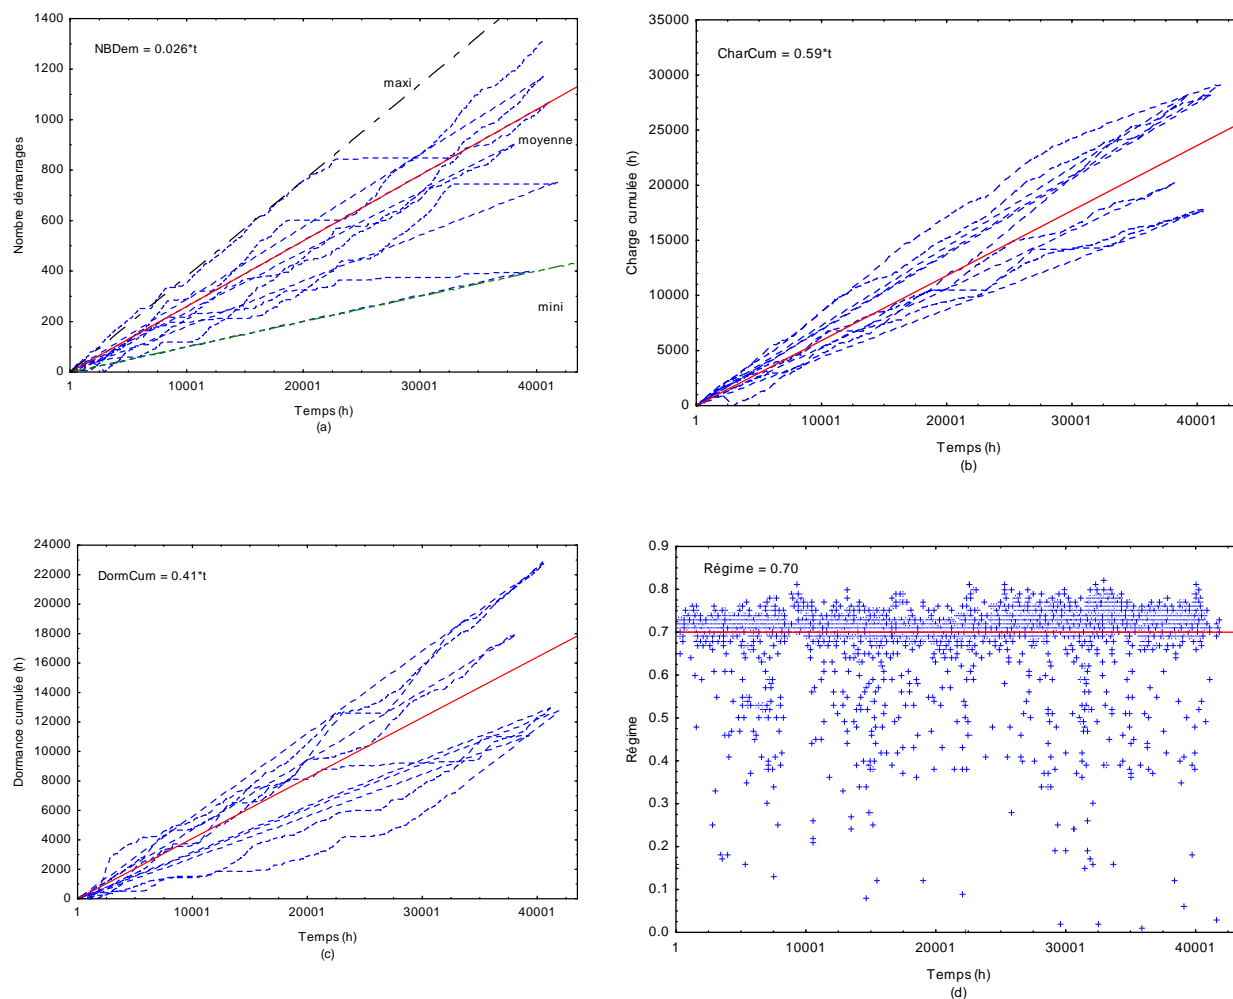 NBDem = 0.026*t
1400
1200
1000
800
600
400
200
0
Nombre démarrages
maxi
moyenne
mini
1 10001 20001 30001 40001
Temps (h)
(a)
CharCum = 0.59*t
35000
30000
25000
20000
15000
10000
5000
0
Charge cumulée (h)
1 10001 20001 30001 40001
Temps (h)
(b)
DormCum = 0.41*t
24000
22000
20000
18000
16000
14000
12000
10000
8000
6000
4000
2000
0
Dormance cumulée (h)
1 10001 20001 30001 40001
Temps (h)
(c)
Régime = 0.70
0.9
0.8
0.7
0.6
0.5
0.4
0.3
0.2
0.1
0.0
Régime
1 10001 20001 30001 40001
Temps (h)
(d)